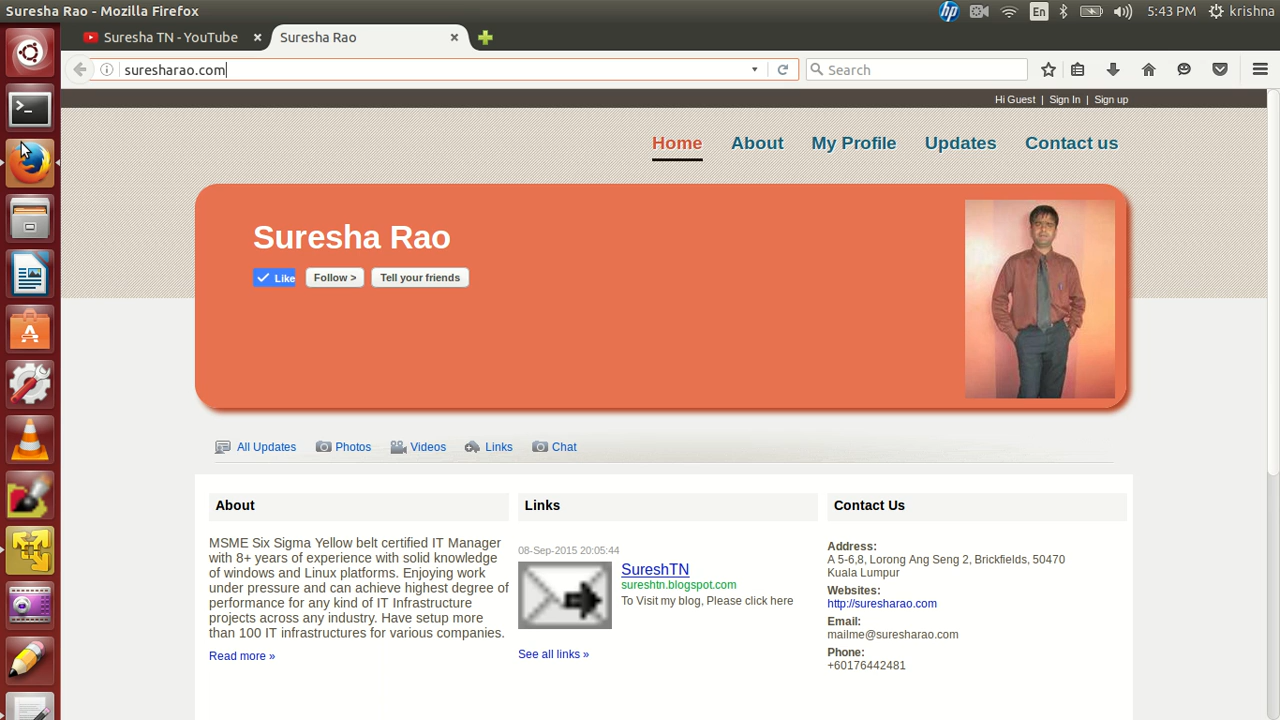 Suresha Rao - Mozilla Firefox
En
5:43 PM
krishna
Suresha TN - YouTube
Suresha Rao
suresharao.com
Search
Hi Guest | Sign In | Sign up
Home About My Profile Updates Contact us
Suresha Rao
Like
Follow >
Tell your friends
All Updates Photos Videos Links Chat
About
MSME Six Sigma Yellow belt certified IT Manager
with 8+ years of experience with solid knowledge
of windows and Linux platforms. Enjoying work
under pressure and can achieve highest degree of
performance for any kind of IT Infrastructure
projects across any industry. Have setup more
than 100 IT infrastructures for various companies.
Read more »
Links
08-Sep-2015 20:05:44
SureshTN
sureshtn.blogspot.com
To Visit my blog, Please click here
See all links »
Contact Us
Address:
A 5-6,8, Lorong Ang Seng 2, Brickfields, 50470
Kuala Lumpur
Websites:
http://suresharao.com
Email:
mailme@suresharao.com
Phone:
+60176442481